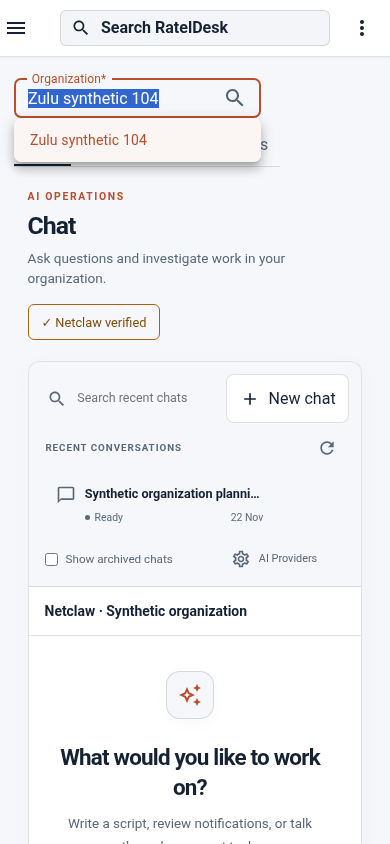 Search RatelDesk
Organization*
Zulu synthetic 104
Zulu synthetic 104
s
AI OPERATIONS
Chat
Ask questions and investigate work in your
organization.
✓ Netclaw verified
Search recent chats
+ New chat
RECENT CONVERSATIONS
Synthetic organization planni…
Ready
22 Nov
Show archived chats
AI Providers
Netclaw · Synthetic organization
What would you like to work
on?
Write a script, review notifications, or talk